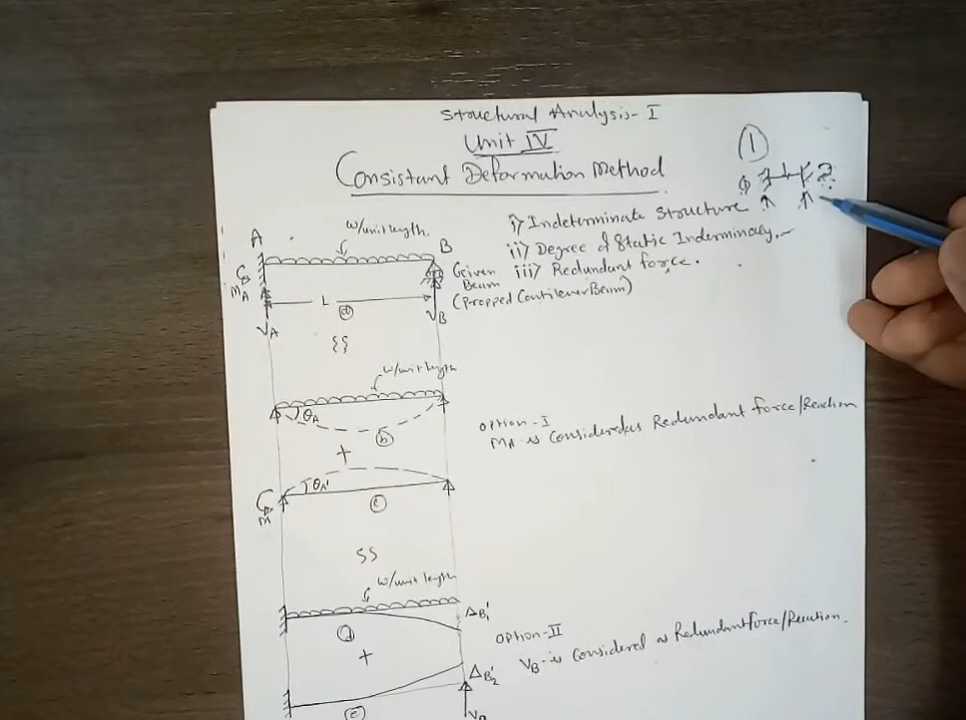 Structural Analysis-I
Unit IV
Consistant Deformation Method
1
i) Indeterminate Structure
ii) Degree of Static Inderminacy.
iii) Redundant force.
A
w/unit length.
B
Given
Beam
(Propped Cantilever Beam)
MA
L
a
VA
VB
w/unit length
θA
b
+
OPTION-I
MA is considered as Redundant force/Reaction
θA'
M
c
w/unit length
ΔB1'
d
+
OPTION-II
VB is considered as Redundant force/Reaction.
ΔB2'
e
VB